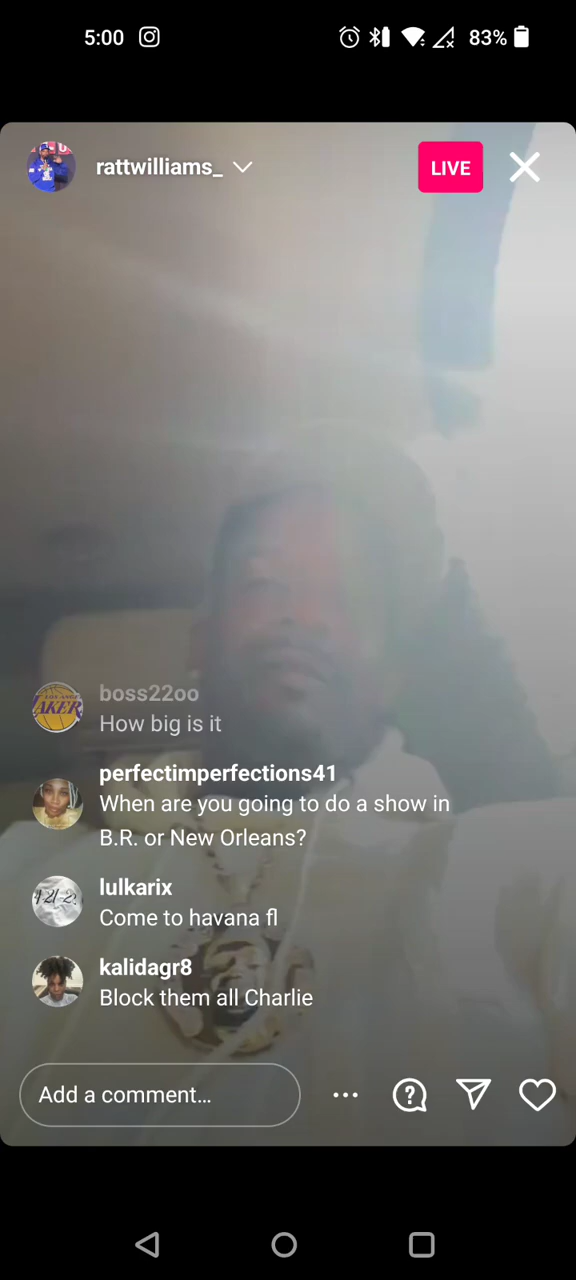 5:00
83%
rattwilliams_
LIVE
boss22oo
How big is it
perfectimperfections41
When are you going to do a show in
B.R. or New Orleans?
lulkarix
Come to havana fl
kalidagr8
Block them all Charlie
Add a comment...